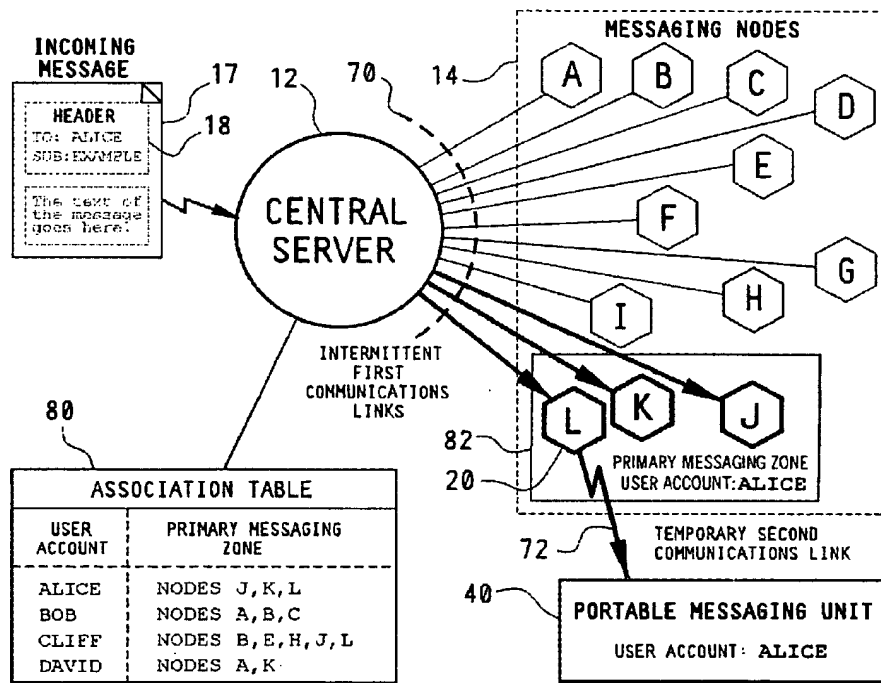 INCOMING
MESSAGE
17
HEADER
18
TO: ALICE
SUB:EXAMPLE
The text of
the message
goes here.
12
CENTRAL
SERVER
70
INTERMITTENT
FIRST
COMMUNICATIONS
LINKS
14
MESSAGING NODES
A
B
C
D
E
F
G
H
I
J
K
L
82
20
PRIMARY MESSAGING ZONE
USER ACCOUNT: ALICE
72
TEMPORARY SECOND
COMMUNICATIONS LINK
40
PORTABLE MESSAGING UNIT
USER ACCOUNT: ALICE
80
ASSOCIATION TABLE
USER ACCOUNT PRIMARY MESSAGING ZONE
ALICE NODES J,K,L
BOB NODES A,B,C
CLIFF NODES B,E,H,J,L
DAVID NODES A,K